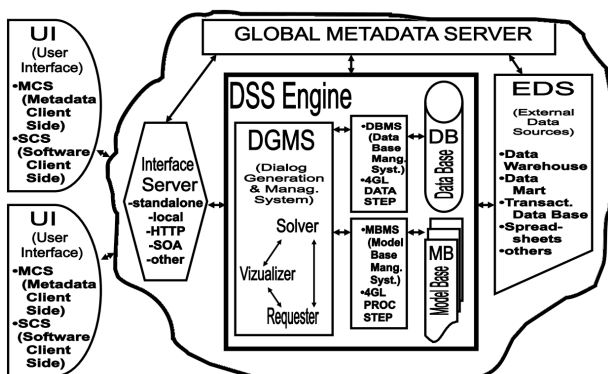 GLOBAL METADATA SERVER
UI
(User
Interface)
•MCS
(Metadata
Client
Side)
•SCS
(Software
Client
Side)
UI
(User
Interface)
•MCS
(Metadata
Client
Side)
•SCS
(Software
Client
Side)
Interface
Server
-standalone
-local
-HTTP
-SOA
-other
DSS Engine
DGMS
(Dialog
Generation
& Manag.
System)
Solver
Vizualizer
Requester
•DBMS
(Data
Base
Mang.
Syst.)
•4GL
DATA
STEP
DB
Data Base
•MBMS
(Model
Base
Mang.
Syst.)
•4GL
PROC
STEP
MB
Model Base
EDS
(External
Data
Sources)
•Data
Warehouse
•Data
Mart
•Transact.
Data Base
•Spread-
sheets
•others